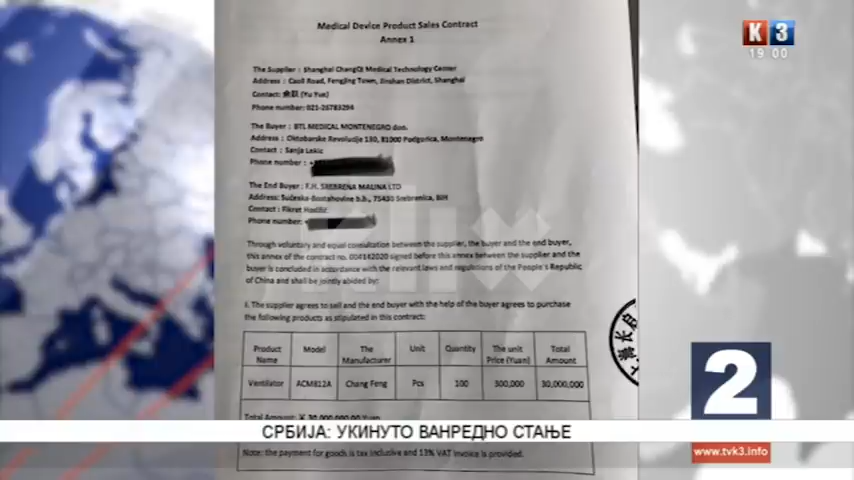 K3
19 00
Medical Device Product Sales Contract
Annex 1
The Supplier : Shanghai ChangQi Medical Technology Center
Address : Caoli Road, Fengjing Town, Jinshan District, Shanghai
Contact: (Yu Yue)
Phone number: 021-25783294
The Buyer : BTL MEDICAL MONTENEGRO doo.
Address : Oktobarske Revolucije 130, 81000 Podgorica, Montenegro
Contact : Sanja Lekic
Phone number : +
The End Buyer : F.H. SREBRENA MALINA LTD
Address: Sućeska-Bostahovine b.b., 75430 Srebrenica, BiH
Contact : Fikret Hodžić
Phone number: +
klix
Through voluntary and equal consultation between the supplier, the buyer and the end buyer,
this annex of the contract no. 004142020 signed before this annex between the supplier and the
buyer is concluded in accordance with the relevant laws and regulations of the People's Republic
of China and shall be jointly abided by:
I. The supplier agrees to sell and the end buyer with the help of the buyer agrees to purchase
the following products as stipulated in this contract:
Product Name Model The Manufacturer Unit Quantity The unit Price (Yuan) Total Amount
Ventilator ACM812A Chang Feng Pcs 100 300,000 30,000,000
Total Amount: ¥ 30,000,000.00 Yuan
Note: the payment for goods is tax inclusive and 13% VAT invoice is provided.
2
СРБИЈА: УКИНУТО ВАНРЕДНО СТАЊЕ
www.tvk3.info